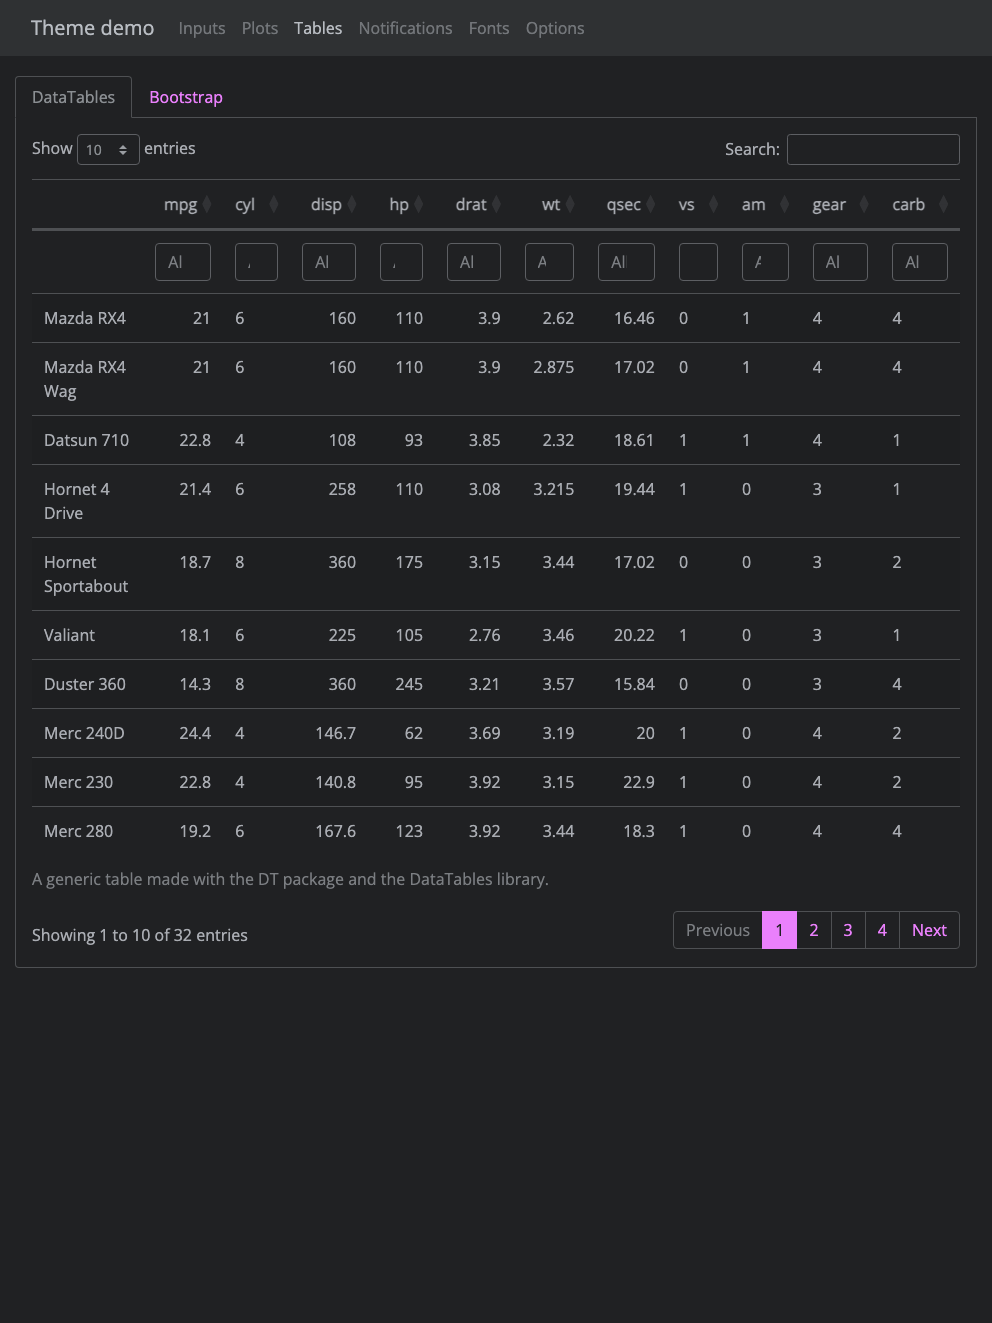 Theme demo Inputs Plots Tables Notifications Fonts Options
DataTables Bootstrap
Show 10 entries Search:
mpg cyl disp hp drat wt qsec vs am gear carb
Al Al Al Al Al Al
Mazda RX4 21 6 160 110 3.9 2.62 16.46 0 1 4 4
Mazda RX4 21 6 160 110 3.9 2.875 17.02 0 1 4 4
Wag
Datsun 710 22.8 4 108 93 3.85 2.32 18.61 1 1 4 1
Hornet 4 21.4 6 258 110 3.08 3.215 19.44 1 0 3 1
Drive
Hornet 18.7 8 360 175 3.15 3.44 17.02 0 0 3 2
Sportabout
Valiant 18.1 6 225 105 2.76 3.46 20.22 1 0 3 1
Duster 360 14.3 8 360 245 3.21 3.57 15.84 0 0 3 4
Merc 240D 24.4 4 146.7 62 3.69 3.19 20 1 0 4 2
Merc 230 22.8 4 140.8 95 3.92 3.15 22.9 1 0 4 2
Merc 280 19.2 6 167.6 123 3.92 3.44 18.3 1 0 4 4
A generic table made with the DT package and the DataTables library.
Showing 1 to 10 of 32 entries Previous 1 2 3 4 Next